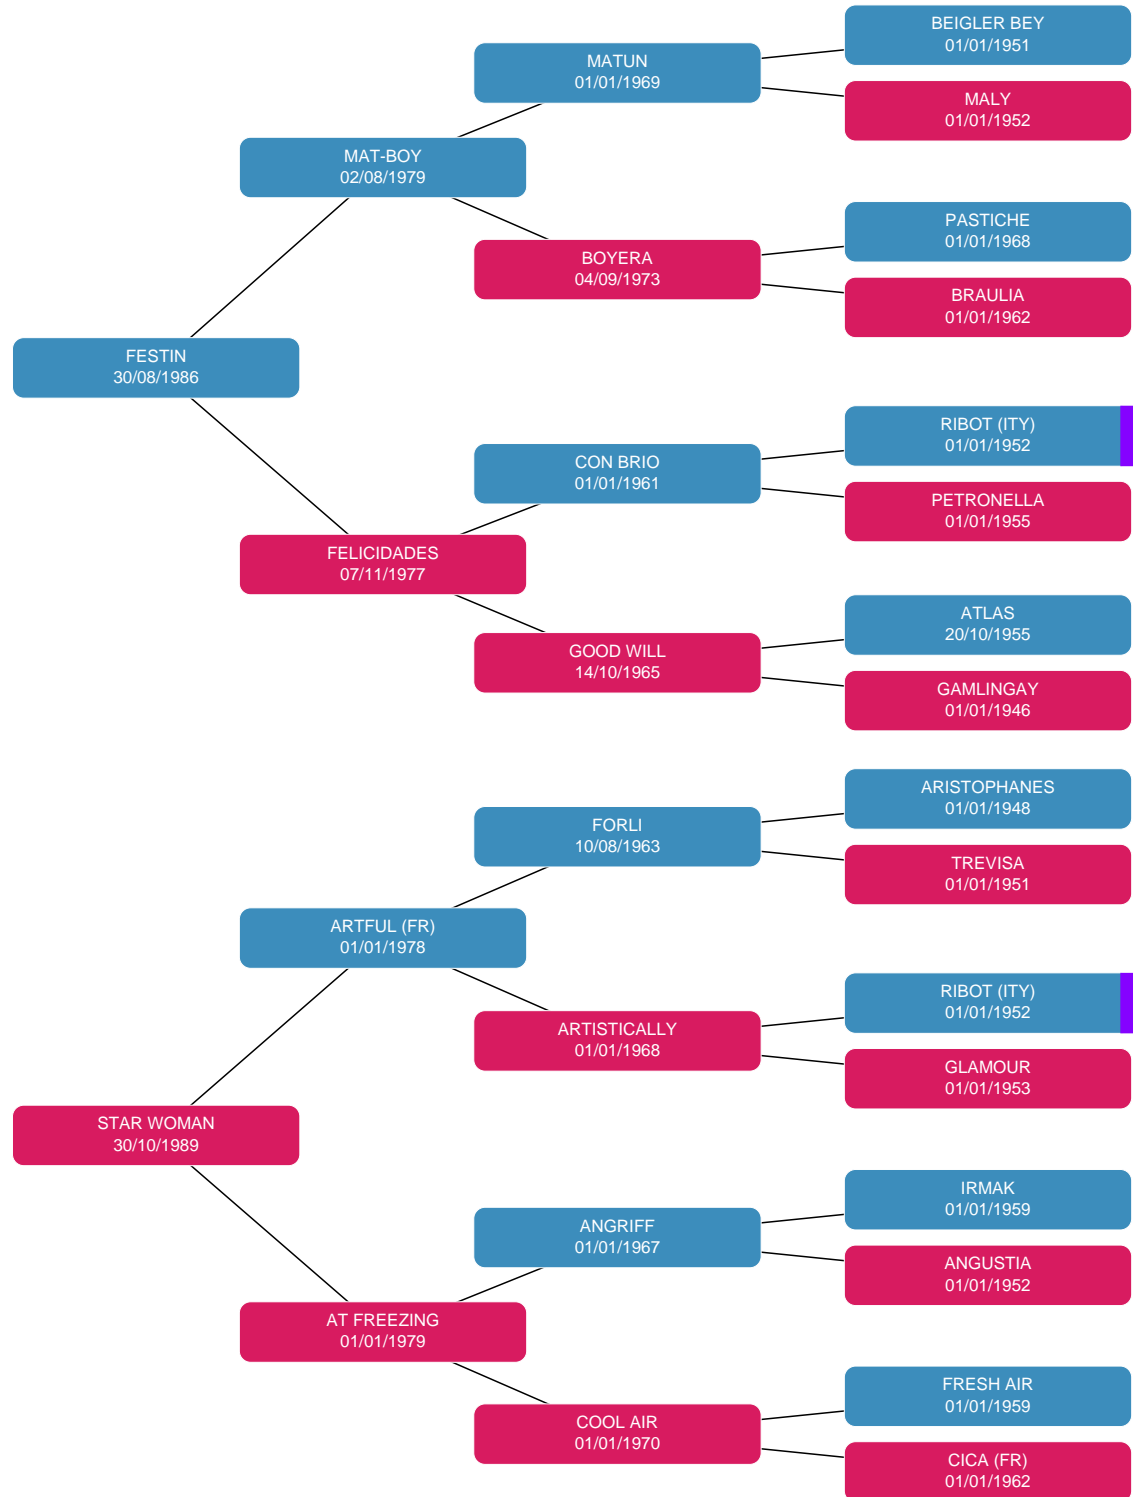 BEIGLER BEY
01/01/1951
MATUN
01/01/1969
MALY
01/01/1952
MAT-BOY
02/08/1979
PASTICHE
01/01/1968
BOYERA
04/09/1973
BRAULIA
01/01/1962
FESTIN
30/08/1986
RIBOT (ITY)
01/01/1952
CON BRIO
01/01/1961
PETRONELLA
01/01/1955
FELICIDADES
07/11/1977
ATLAS
20/10/1955
GOOD WILL
14/10/1965
GAMLINGAY
01/01/1946
ARISTOPHANES
01/01/1948
FORLI
10/08/1963
TREVISA
01/01/1951
ARTFUL (FR)
01/01/1978
RIBOT (ITY)
01/01/1952
ARTISTICALLY
01/01/1968
GLAMOUR
01/01/1953
STAR WOMAN
30/10/1989
IRMAK
01/01/1959
ANGRIFF
01/01/1967
ANGUSTIA
01/01/1952
AT FREEZING
01/01/1979
FRESH AIR
01/01/1959
COOL AIR
01/01/1970
CICA (FR)
01/01/1962